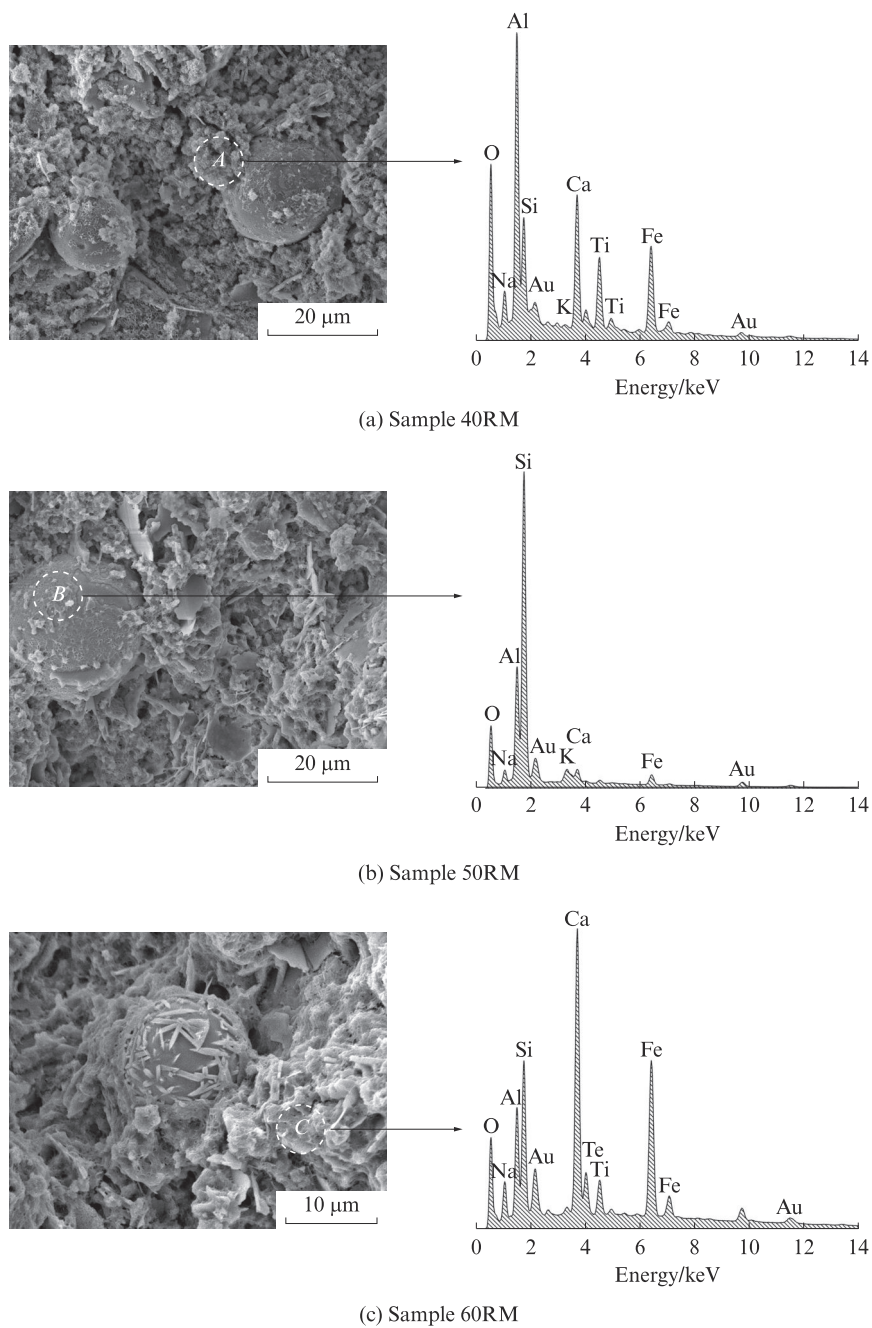 Al
O
A
Ca
Si
Fe
Ti
Na
Au
K
Ti
Fe
Au
20 μm
0 2 4 6 8 10 12 14
Energy/keV
(a) Sample 40RM
Si
B
Al
O
Ca
Au
Na
K
Fe
Au
20 μm
0 2 4 6 8 10 12 14
Energy/keV
(b) Sample 50RM
Ca
Si
Fe
Al
C
O
Te
Au
Na
Ti
Fe
Au
10 μm
0 2 4 6 8 10 12 14
Energy/keV
(c) Sample 60RM